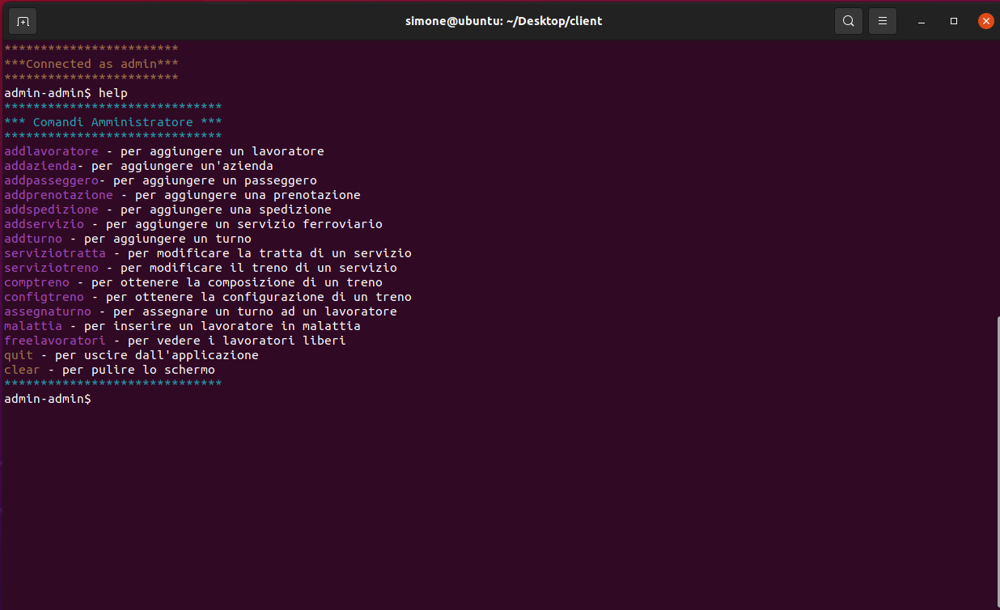 simone@ubuntu: ~/Desktop/client
************************
***Connected as admin***
************************
admin-admin$ help
******************************
*** Comandi Amministratore ***
******************************
addlavoratore - per aggiungere un lavoratore
addazienda- per aggiungere un'azienda
addpasseggero- per aggiungere un passeggero
addprenotazione - per aggiungere una prenotazione
addspedizione - per aggiungere una spedizione
addservizio - per aggiungere un servizio ferroviario
addturno - per aggiungere un turno
serviziotratta - per modificare la tratta di un servizio
serviziotreno - per modificare il treno di un servizio
comptreno - per ottenere la composizione di un treno
configtreno - per ottenere la configurazione di un treno
assegnaturno - per assegnare un turno ad un lavoratore
malattia - per inserire un lavoratore in malattia
freelavoratori - per vedere i lavoratori liberi
quit - per uscire dall'applicazione
clear - per pulire lo schermo
******************************
admin-admin$